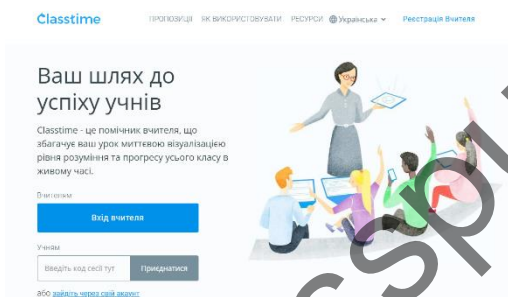 Classtime
ПРОПОЗИЦІЇ ЯК ВИКОРИСТОВУВАТИ РЕСУРСИ Українська Реєстрація Вчителя
Ваш шлях до
успіху учнів
Classtime - це помічник вчителя, що
збагачує ваш урок миттєвою візуалізацією
рівня розуміння та прогресу усього класу в
живому часі.
Вчителям
Вхід вчителя
Учням
Введіть код сесії тут Приєднатися
або зайдіть через свій акаунт